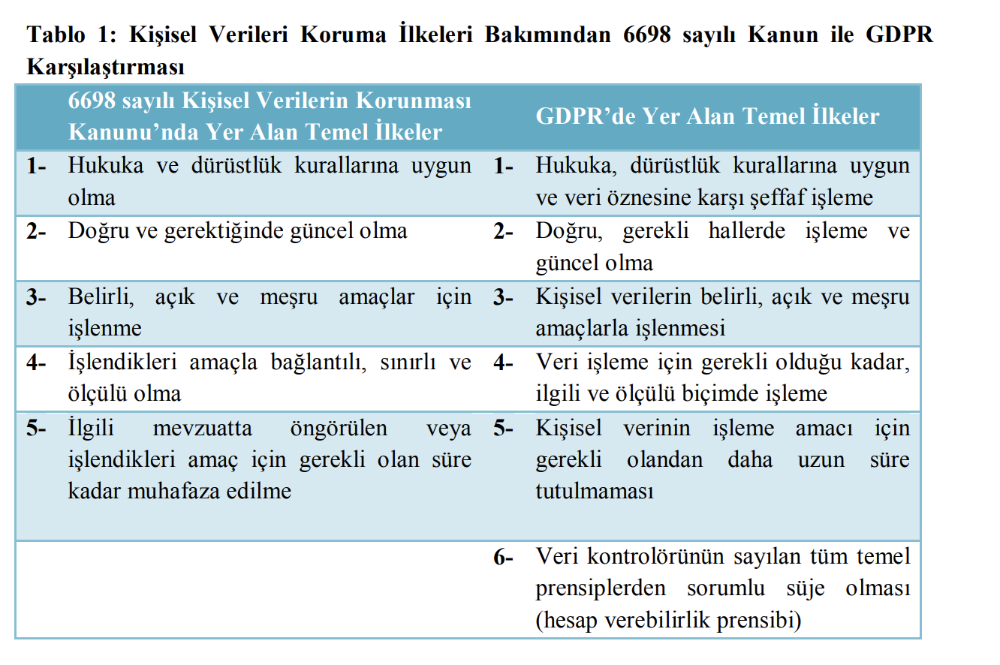 Tablo 1: Kişisel Verileri Koruma İlkeleri Bakımından 6698 sayılı Kanun ile GDPR
Karşılaştırması
6698 sayılı Kişisel Verilerin Korunması
Kanunu’nda Yer Alan Temel İlkeler
GDPR’de Yer Alan Temel İlkeler
1- Hukuka ve dürüstlük kurallarına uygun
olma
1- Hukuka, dürüstlük kurallarına uygun
ve veri öznesine karşı şeffaf işleme
2- Doğru ve gerektiğinde güncel olma
2- Doğru, gerekli hallerde işleme ve
güncel olma
3- Belirli, açık ve meşru amaçlar için
işlenme
3- Kişisel verilerin belirli, açık ve meşru
amaçlarla işlenmesi
4- İşlendikleri amaçla bağlantılı, sınırlı ve
ölçülü olma
4- Veri işleme için gerekli olduğu kadar,
ilgili ve ölçülü biçimde işleme
5- İlgili mevzuatta öngörülen veya
işlendikleri amaç için gerekli olan süre
kadar muhafaza edilme
5- Kişisel verinin işleme amacı için
gerekli olandan daha uzun süre
tutulmaması
6- Veri kontrolörünün sayılan tüm temel
prensiplerden sorumlu süje olması
(hesap verebilirlik prensibi)